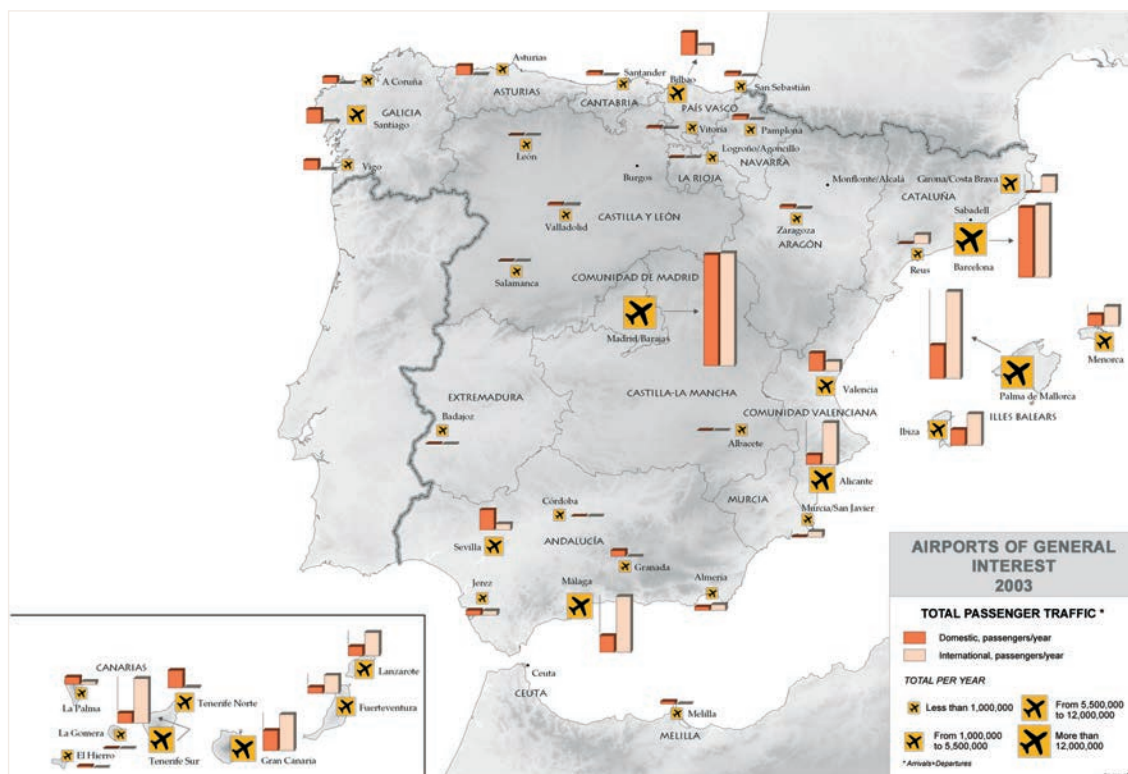 Asturias
Santander
Bilbao
San Sebastián
A Coruña
ASTURIAS
CANTABRIA
PAÍS VASCO
GALICIA
Santiago
Vitoria
Pamplona
León
Logroño/Agoncillo
NAVARRA
Vigo
LA RIOJA
Burgos
Monflorite/Alcalá
Girona/Costa Brava
CATALUÑA
Sabadell
Valladolid
CASTILLA Y LEÓN
Zaragoza
ARAGÓN
Reus
Barcelona
Salamanca
COMUNIDAD DE MADRID
Madrid/Barajas
Menorca
EXTREMADURA
CASTILLA-LA MANCHA
Valencia
Palma de Mallorca
Badajoz
COMUNIDAD VALENCIANA
ILLES BALEARS
Ibiza
Albacete
Alicante
MURCIA
Córdoba
Murcia/San Javier
Sevilla
ANDALUCÍA
Granada
Jerez
Málaga
Almería
Ceuta
CEUTA
Melilla
MELILLA
CANARIAS
Lanzarote
La Palma
Tenerife Norte
Fuerteventura
La Gomera
El Hierro
Tenerife Sur
Gran Canaria
AIRPORTS OF GENERAL
INTEREST
2003
TOTAL PASSENGER TRAFFIC *
Domestic, passengers/year
International, passengers/year
TOTAL PER YEAR
Less than 1,000,000
From 5,500,000
to 12,000,000
From 1,000,000
to 5,500,000
More than
12,000,000
* Arrivals+Departures